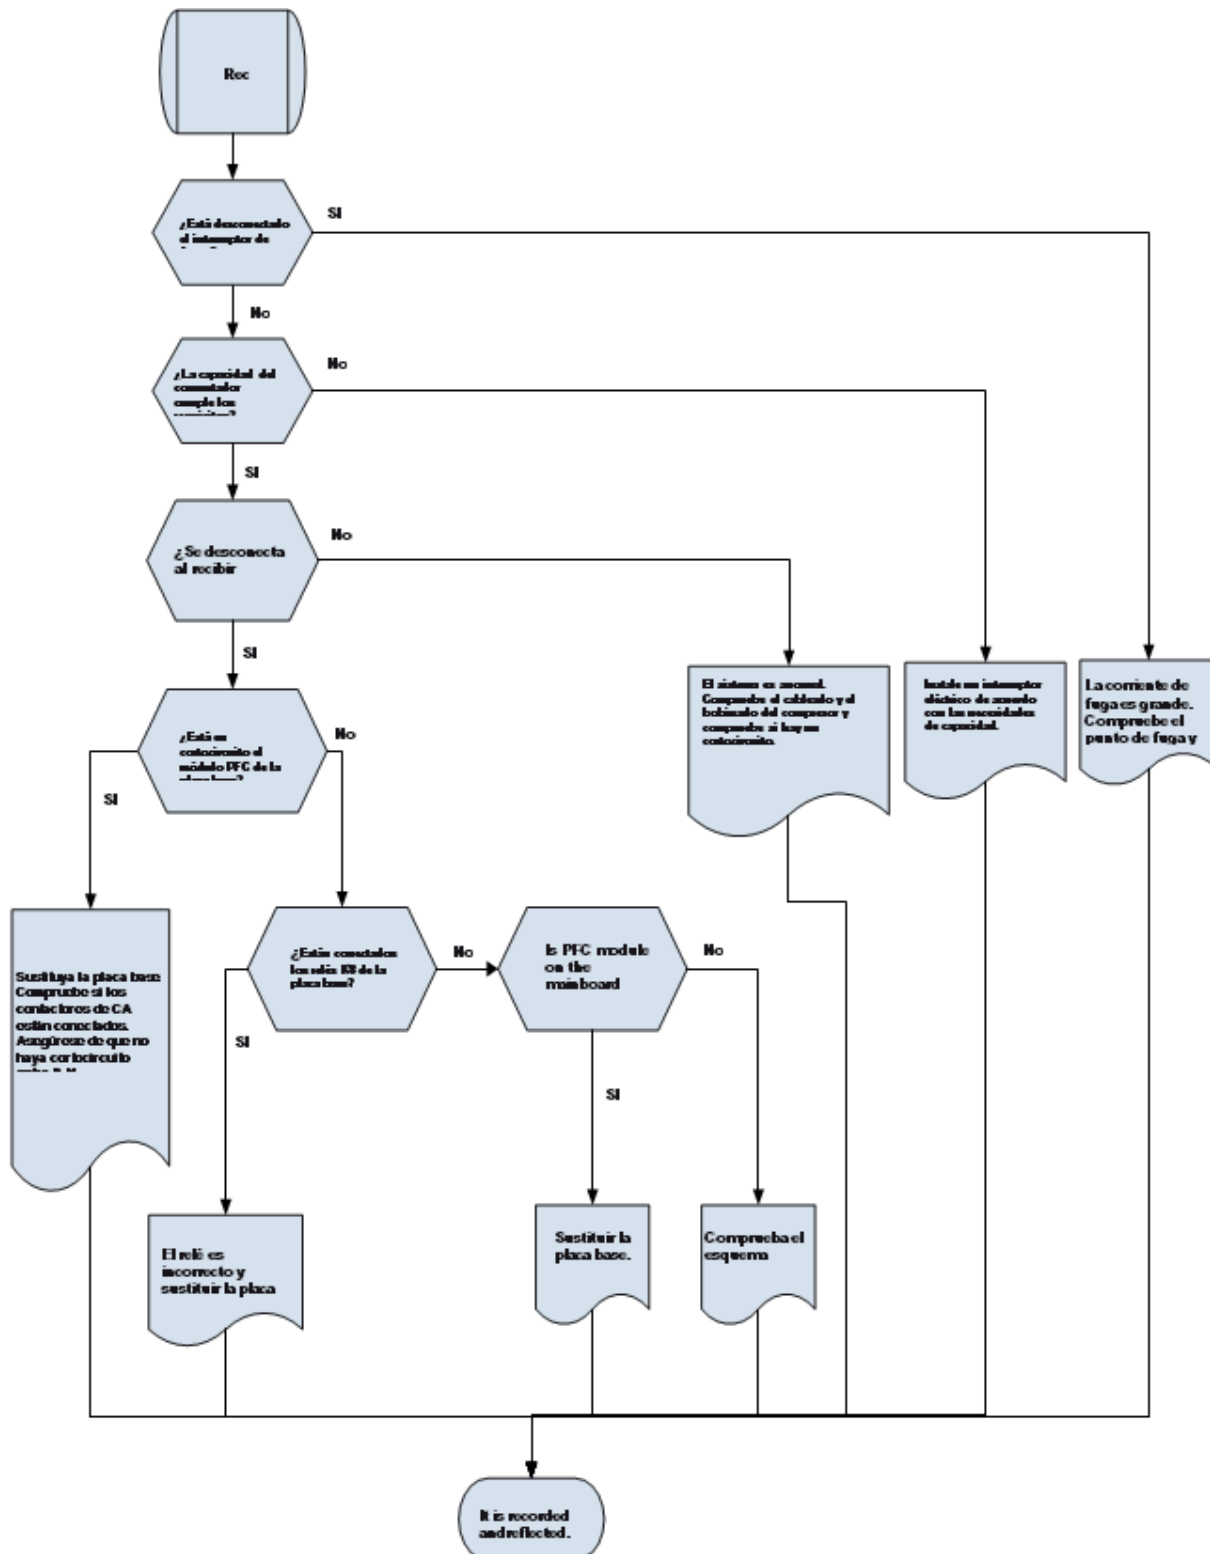 Rec
¿Está desconectado
el interruptor de
SI
No
¿La capacidad del
conmutador
cumple los
No
SI
¿Se desconecta
al recibir
No
SI
¿Está en
cortocircuito el
módulo PFC de la
placa base?
No
SI
El sistema es anormal.
Compruebe el cableado y el
bobinado del compresor y
compruebe si hay un
cortocircuito.
Instale un interruptor
eléctrico de acuerdo
con las necesidades
de capacidad.
La corriente de
fuga es grande.
Compruebe el
punto de fuga y
Sustituya la placa base
Compruebe si los
contactores de CA
están conectados.
Asegúrese de que no
haya cortocircuito
¿Están conectados
los relés K8 de la
placa base?
No
SI
Is PFC module
on the
mainboard
No
SI
El relé es
incorrecto y
sustituir la placa
Sustituir la
placa base.
Comprueba el
esquema
It is recorded
and reflected.